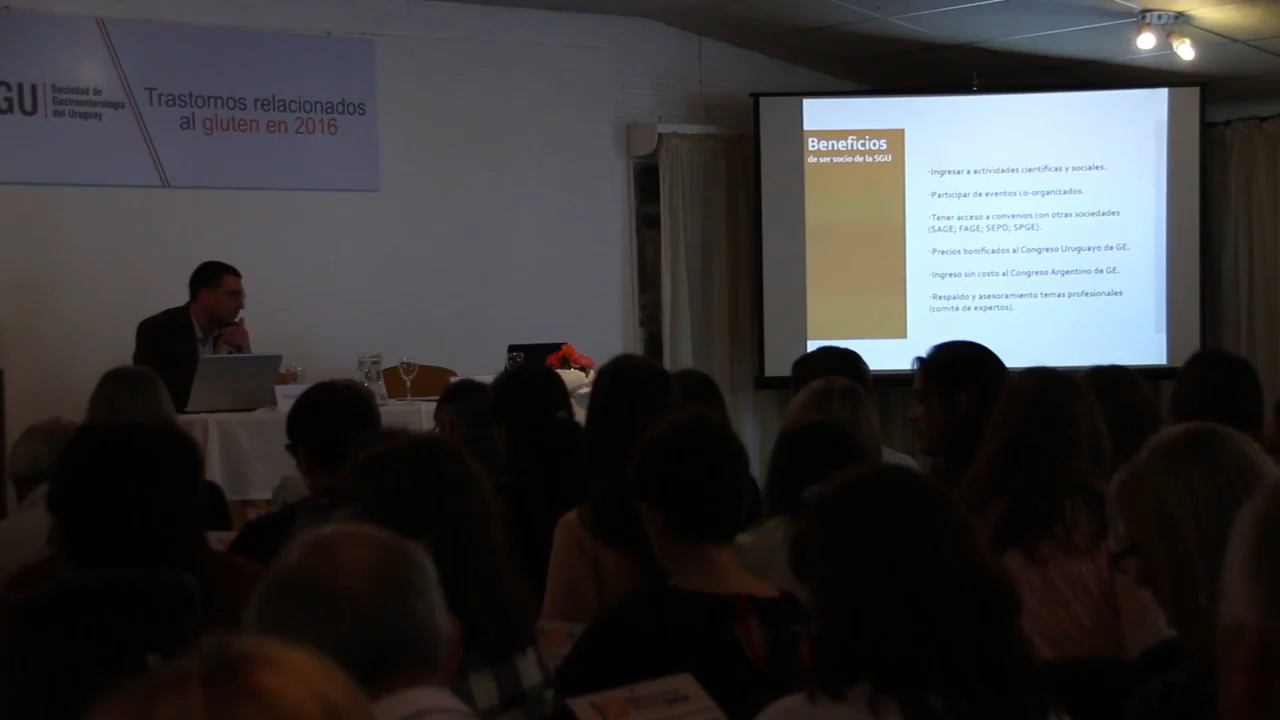 GU
Sociedad de
Gastroenterología
del Uruguay
Trastornos relacionados
al gluten en 2016
Beneficios
de ser socio de la SGU
-Ingresar a actividades científicas y sociales.
-Participar de eventos co-organizados.
-Tener acceso a convenios con otras sociedades
(SAGE; FAGE; SEPD; SPGE).
-Precios bonificados al Congreso Uruguayo de GE.
-Ingreso sin costo al Congreso Argentino de GE.
-Respaldo y asesoramiento temas profesionales
(comité de expertos).